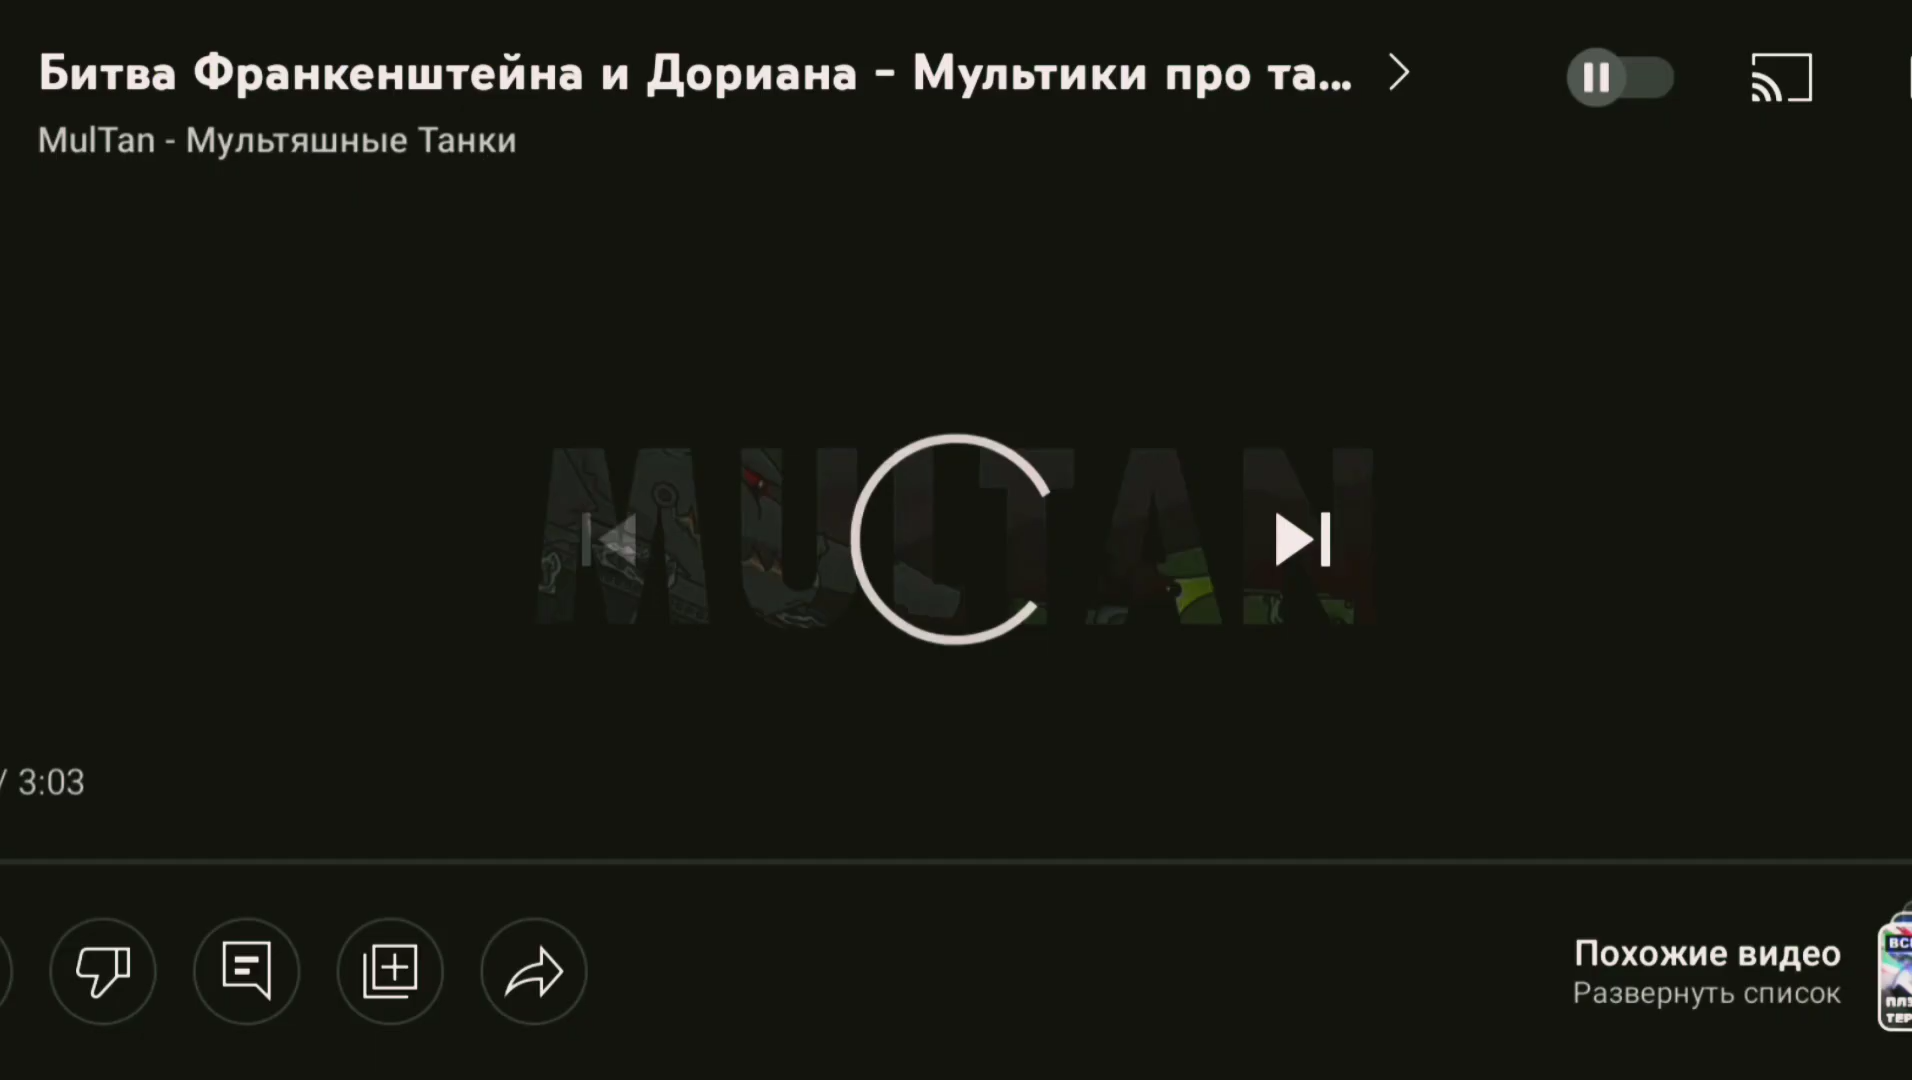 Битва Франкенштейна и Дориана - Мультики про та...
MulTan - Мультяшные Танки
MULTAN
/ 3:03
Похожие видео
Развернуть список